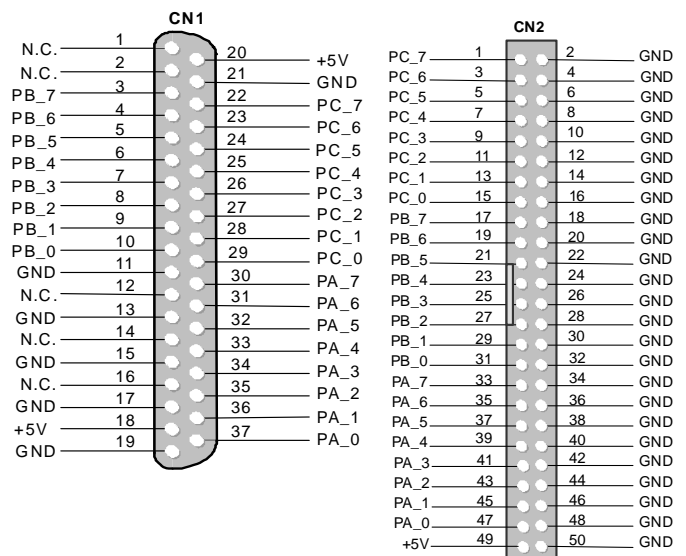 CN1
N.C. 1
N.C. 2
PB_7 3
PB_6 4
PB_5 5
PB_4 6
PB_3 7
PB_2 8
PB_1 9
PB_0 10
GND 11
N.C. 12
GND 13
N.C. 14
GND 15
N.C. 16
GND 17
+5V 18
GND 19
20 +5V
21 GND
22 PC_7
23 PC_6
24 PC_5
25 PC_4
26 PC_3
27 PC_2
28 PC_1
29 PC_0
30 PA_7
31 PA_6
32 PA_5
33 PA_4
34 PA_3
35 PA_2
36 PA_1
37 PA_0
CN2
PC_7 1 2 GND
PC_6 3 4 GND
PC_5 5 6 GND
PC_4 7 8 GND
PC_3 9 10 GND
PC_2 11 12 GND
PC_1 13 14 GND
PC_0 15 16 GND
PB_7 17 18 GND
PB_6 19 20 GND
PB_5 21 22 GND
PB_4 23 24 GND
PB_3 25 26 GND
PB_2 27 28 GND
PB_1 29 30 GND
PB_0 31 32 GND
PA_7 33 34 GND
PA_6 35 36 GND
PA_5 37 38 GND
PA_4 39 40 GND
PA_3 41 42 GND
PA_2 43 44 GND
PA_1 45 46 GND
PA_0 47 48 GND
+5V 49 50 GND